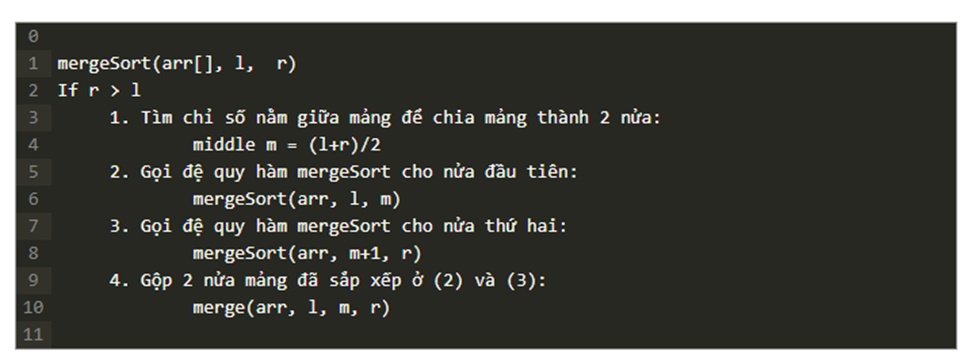 0
1 mergeSort(arr[], l,  r)
2 If r > l
3 1. Tìm chỉ số nằm giữa mảng để chia mảng thành 2 nửa:
4 middle m = (l+r)/2
5 2. Gọi đệ quy hàm mergeSort cho nửa đầu tiên:
6 mergeSort(arr, l, m)
7 3. Gọi đệ quy hàm mergeSort cho nửa thứ hai:
8 mergeSort(arr, m+1, r)
9 4. Gộp 2 nửa mảng đã sắp xếp ở (2) và (3):
10 merge(arr, l, m, r)
11